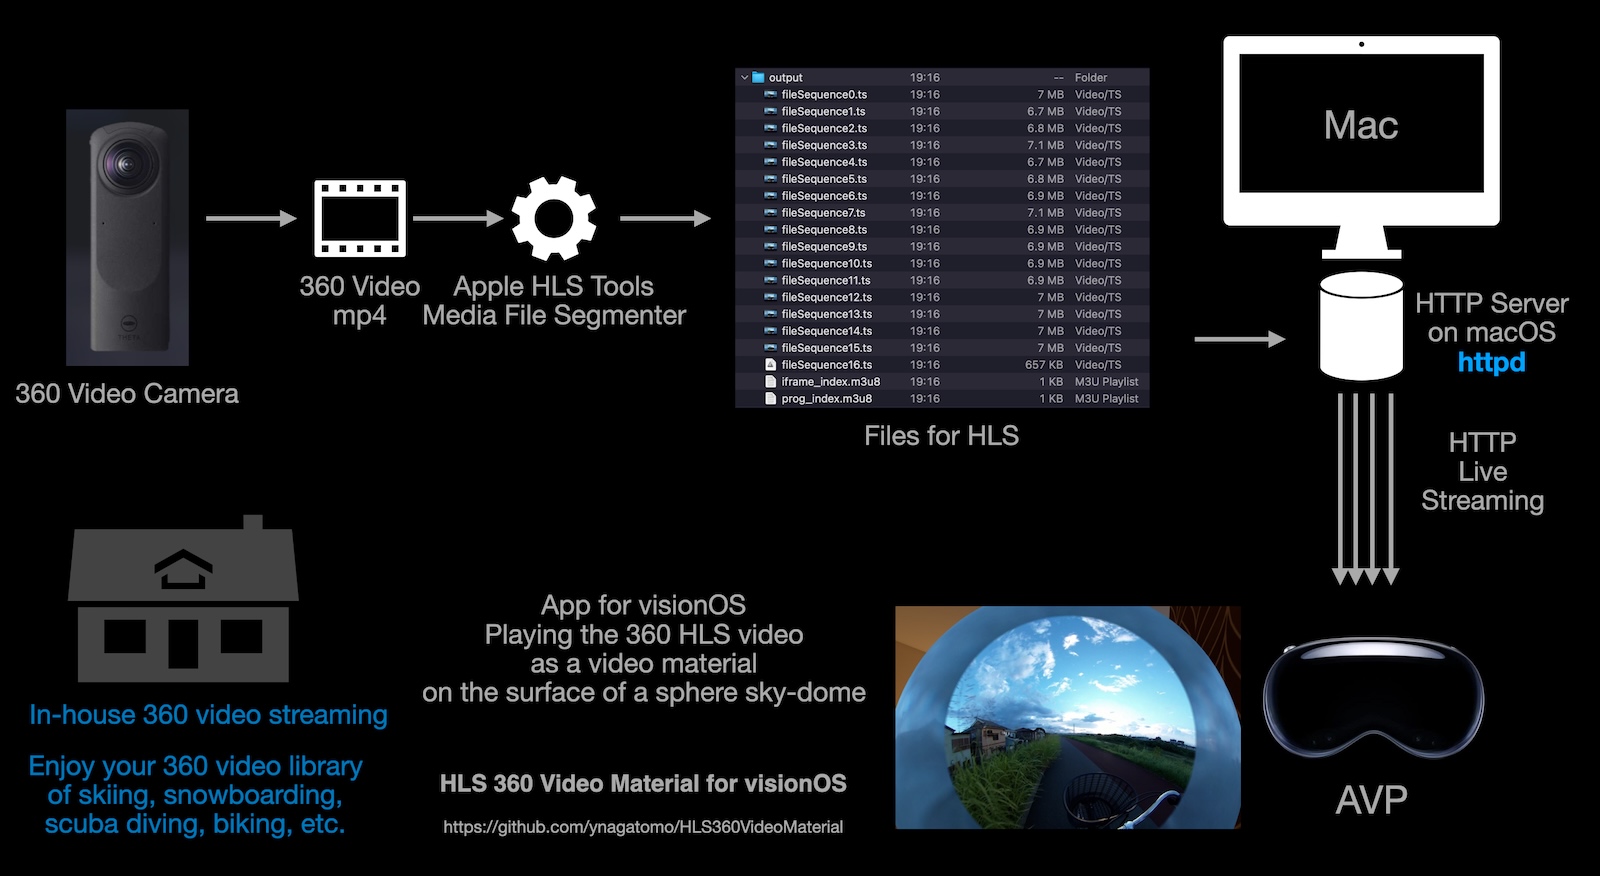 360 Video Camera
360 Video
mp4
Apple HLS Tools
Media File Segmenter
output 19:16 -- Folder
fileSequence0.ts 19:16 7 MB Video/TS
fileSequence1.ts 19:16 6.7 MB Video/TS
fileSequence2.ts 19:16 6.8 MB Video/TS
fileSequence3.ts 19:16 7.1 MB Video/TS
fileSequence4.ts 19:16 6.7 MB Video/TS
fileSequence5.ts 19:16 6.8 MB Video/TS
fileSequence6.ts 19:16 6.9 MB Video/TS
fileSequence7.ts 19:16 7.1 MB Video/TS
fileSequence8.ts 19:16 6.9 MB Video/TS
fileSequence9.ts 19:16 6.9 MB Video/TS
fileSequence10.ts 19:16 6.9 MB Video/TS
fileSequence11.ts 19:16 6.9 MB Video/TS
fileSequence12.ts 19:16 7 MB Video/TS
fileSequence13.ts 19:16 7 MB Video/TS
fileSequence14.ts 19:16 7 MB Video/TS
fileSequence15.ts 19:16 7 MB Video/TS
fileSequence16.ts 19:16 657 KB Video/TS
iframe_index.m3u8 19:16 1 KB M3U Playlist
prog_index.m3u8 19:16 1 KB M3U Playlist
Files for HLS
Mac
HTTP Server
on macOS
httpd
HTTP
Live
Streaming
In-house 360 video streaming
Enjoy your 360 video library
of skiing, snowboarding,
scuba diving, biking, etc.
App for visionOS
Playing the 360 HLS video
as a video material
on the surface of a sphere sky-dome
HLS 360 Video Material for visionOS
https://github.com/ynagatomo/HLS360VideoMaterial
AVP